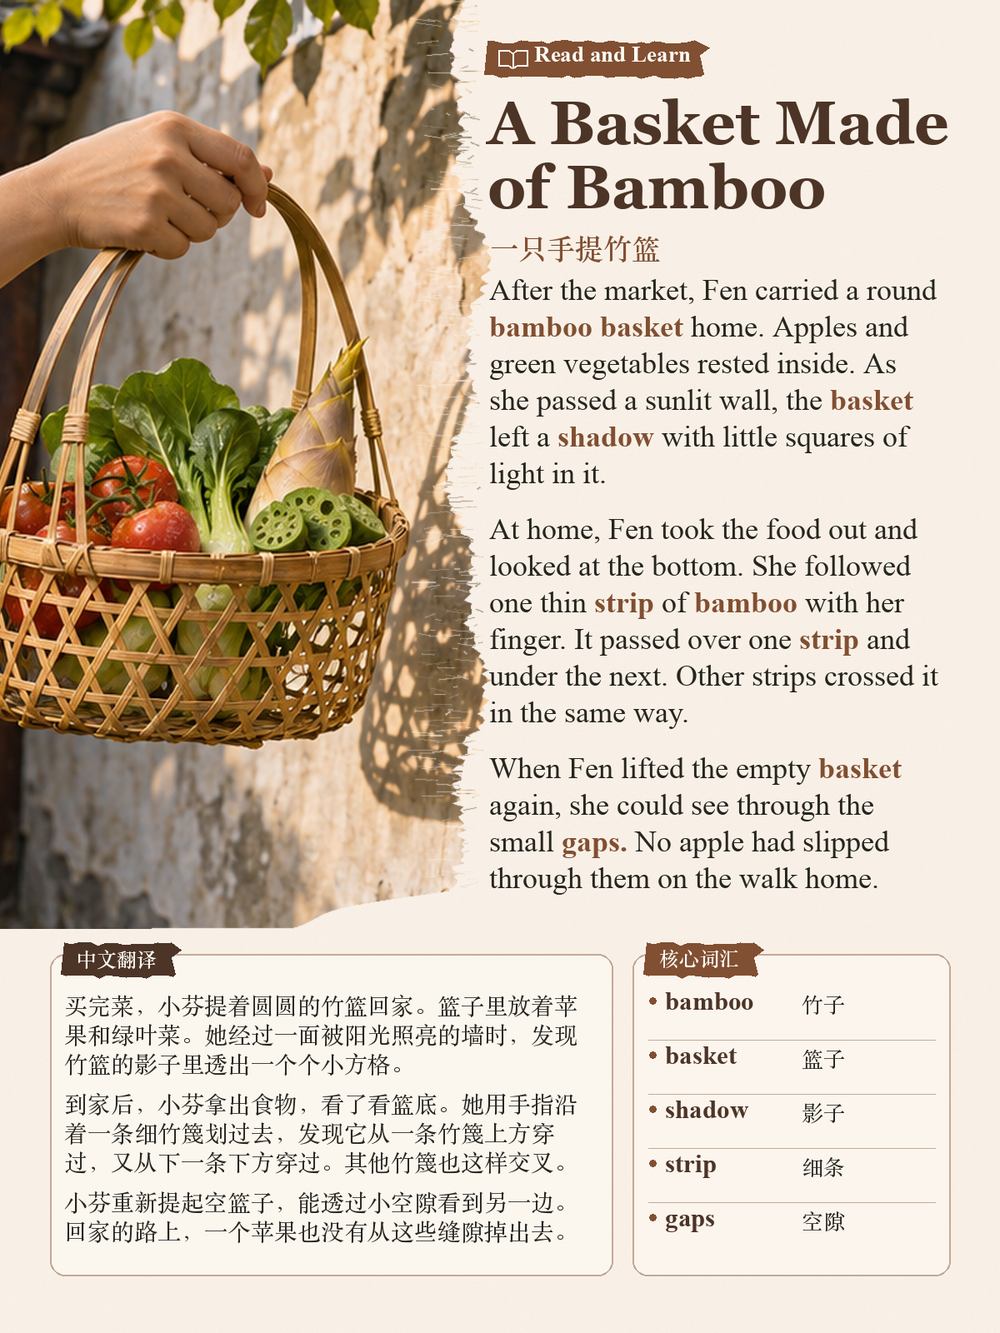 Read and Learn
A Basket Made
of Bamboo
一只手提竹篮
After the market, Fen carried a round
bamboo basket home. Apples and
green vegetables rested inside. As
she passed a sunlit wall, the basket
left a shadow with little squares of
light in it.
At home, Fen took the food out and
looked at the bottom. She followed
one thin strip of bamboo with her
finger. It passed over one strip and
under the next. Other strips crossed it
in the same way.
When Fen lifted the empty basket
again, she could see through the
small gaps. No apple had slipped
through them on the walk home.
中文翻译
买完菜，小芬提着圆圆的竹篮回家。篮子里放着苹
果和绿叶菜。她经过一面被阳光照亮的墙时，发现
竹篮的影子里透出一个个小方格。
到家后，小芬拿出食物，看了看篮底。她用手指沿
着一条细竹篾划过去，发现它从一条竹篾上方穿
过，又从下一条下方穿过。其他竹篾也这样交叉。
小芬重新提起空篮子，能透过小空隙看到另一边。
回家的路上，一个苹果也没有从这些缝隙掉出去。
核心词汇
• bamboo 竹子
• basket 篮子
• shadow 影子
• strip 细条
• gaps 空隙